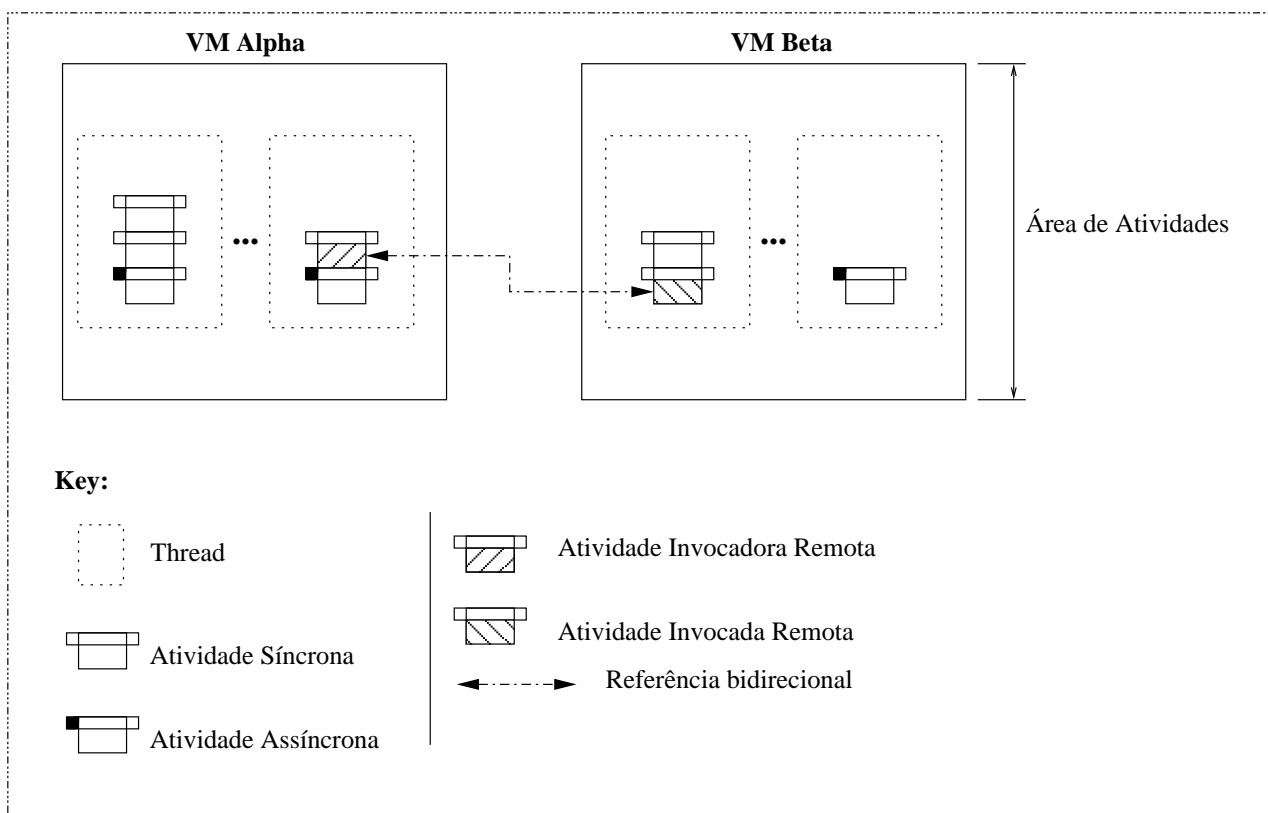 VM Alpha
VM Beta
...
...
Área de Atividades
Key:
Thread
Atividade Síncrona
Atividade Assíncrona
Atividade Invocadora Remota
Atividade Invocada Remota
Referência bidirecional